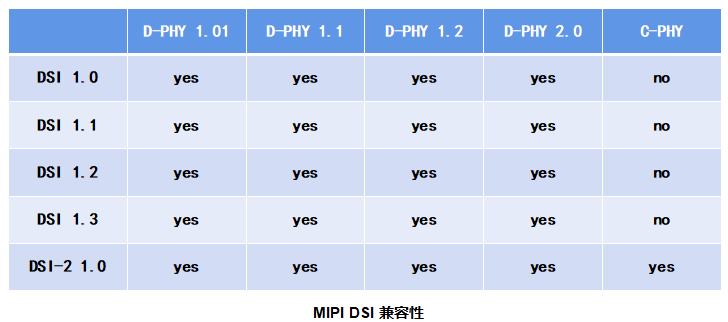 D-PHY 1.01 D-PHY 1.1 D-PHY 1.2 D-PHY 2.0 C-PHY
DSI 1.0 yes yes yes yes no
DSI 1.1 yes yes yes yes no
DSI 1.2 yes yes yes yes no
DSI 1.3 yes yes yes yes no
DSI-2 1.0 yes yes yes yes yes
MIPI DSI 兼容性